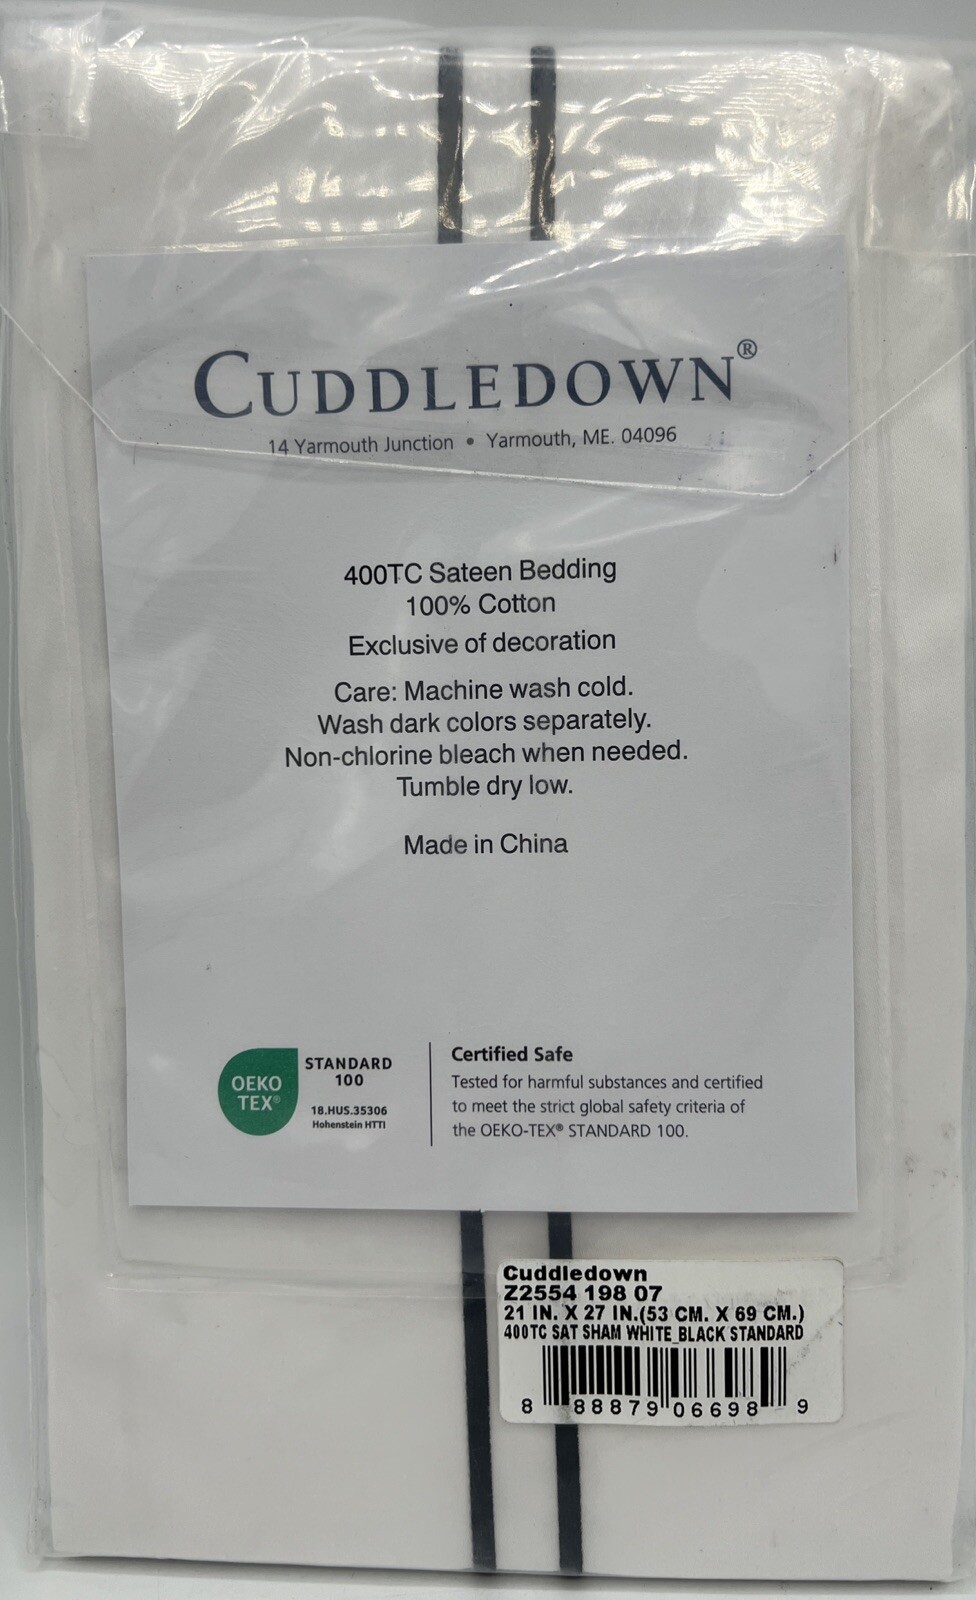 CUDDLEDOWN®
14 Yarmouth Junction • Yarmouth, ME. 04096
400TC Sateen Bedding
100% Cotton
Exclusive of decoration
Care: Machine wash cold.
Wash dark colors separately.
Non-chlorine bleach when needed.
Tumble dry low.
Made in China
OEKO
TEX®
STANDARD
100
18.HUS.35306
Hohenstein HTTI
Certified Safe
Tested for harmful substances and certified
to meet the strict global safety criteria of
the OEKO-TEX® STANDARD 100.
Cuddledown
Z2554 198 07
21 IN. X 27 IN.(53 CM. X 69 CM.)
400TC SAT SHAM WHITE_BLACK STANDARD
8 88879 06698 9